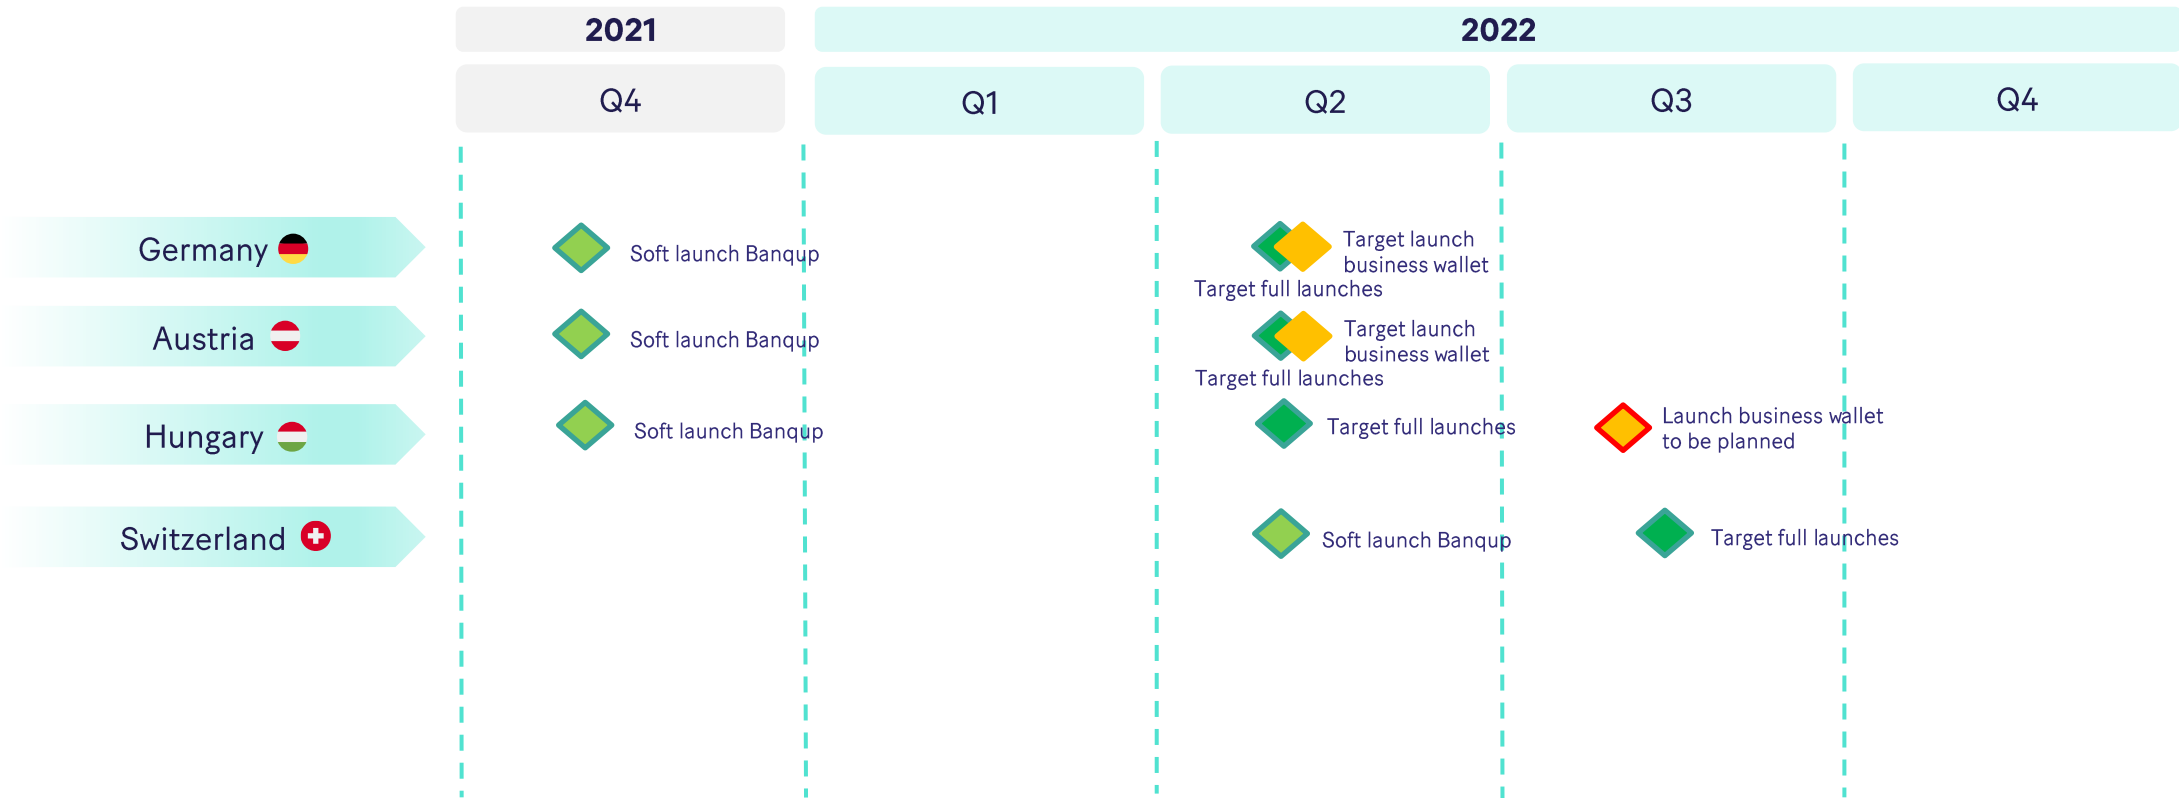 2021
2022
Q4
Q1
Q2
Q3
Q4
Germany
Soft launch Banqup
Target launch
business wallet
Target full launches
Austria
Soft launch Banqup
Target launch
business wallet
Target full launches
Hungary
Soft launch Banqup
Target full launches
Launch business wallet
to be planned
Switzerland
Soft launch Banqup
Target full launches